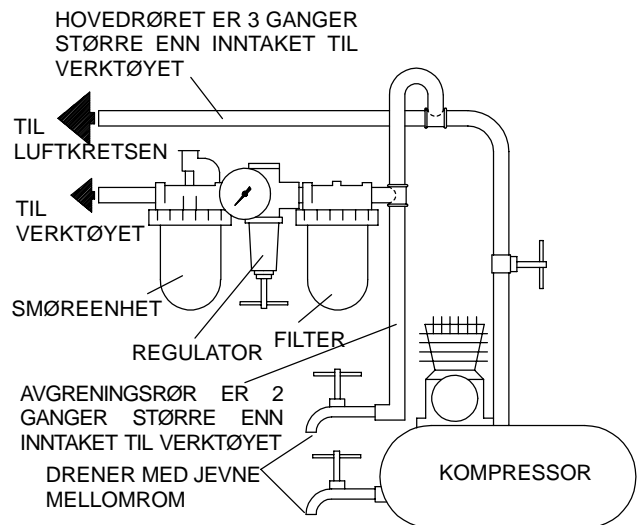 HOVEDRØRET ER 3 GANGER
STØRRE ENN INNTAKET TIL
VERKTØYET
TIL
LUFTKRETSEN
TIL
VERKTØYET
SMØREENHET
REGULATOR
FILTER
AVGRENINGSRØR ER 2
GANGER STØRRE ENN
INNTAKET TIL VERKTØYET
DRENER MED JEVNE
MELLOMROM
KOMPRESSOR